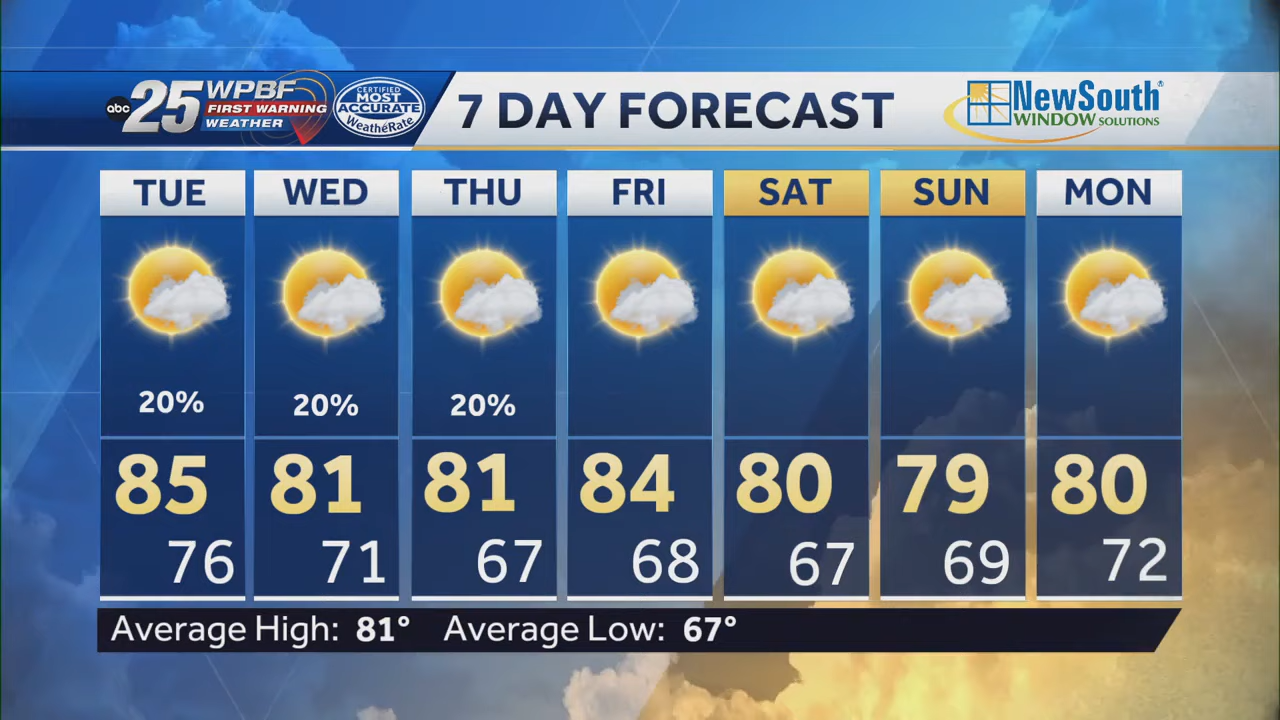 abc 25 WPBF FIRST WARNING WEATHER
CERTIFIED MOST ACCURATE WeatheRate
7 DAY FORECAST
NewSouth®
WINDOW SOLUTIONS
TUE WED THU FRI SAT SUN MON
20% 20% 20%
85 81 81 84 80 79 80
76 71 67 68 67 69 72
Average High: 81° Average Low: 67°